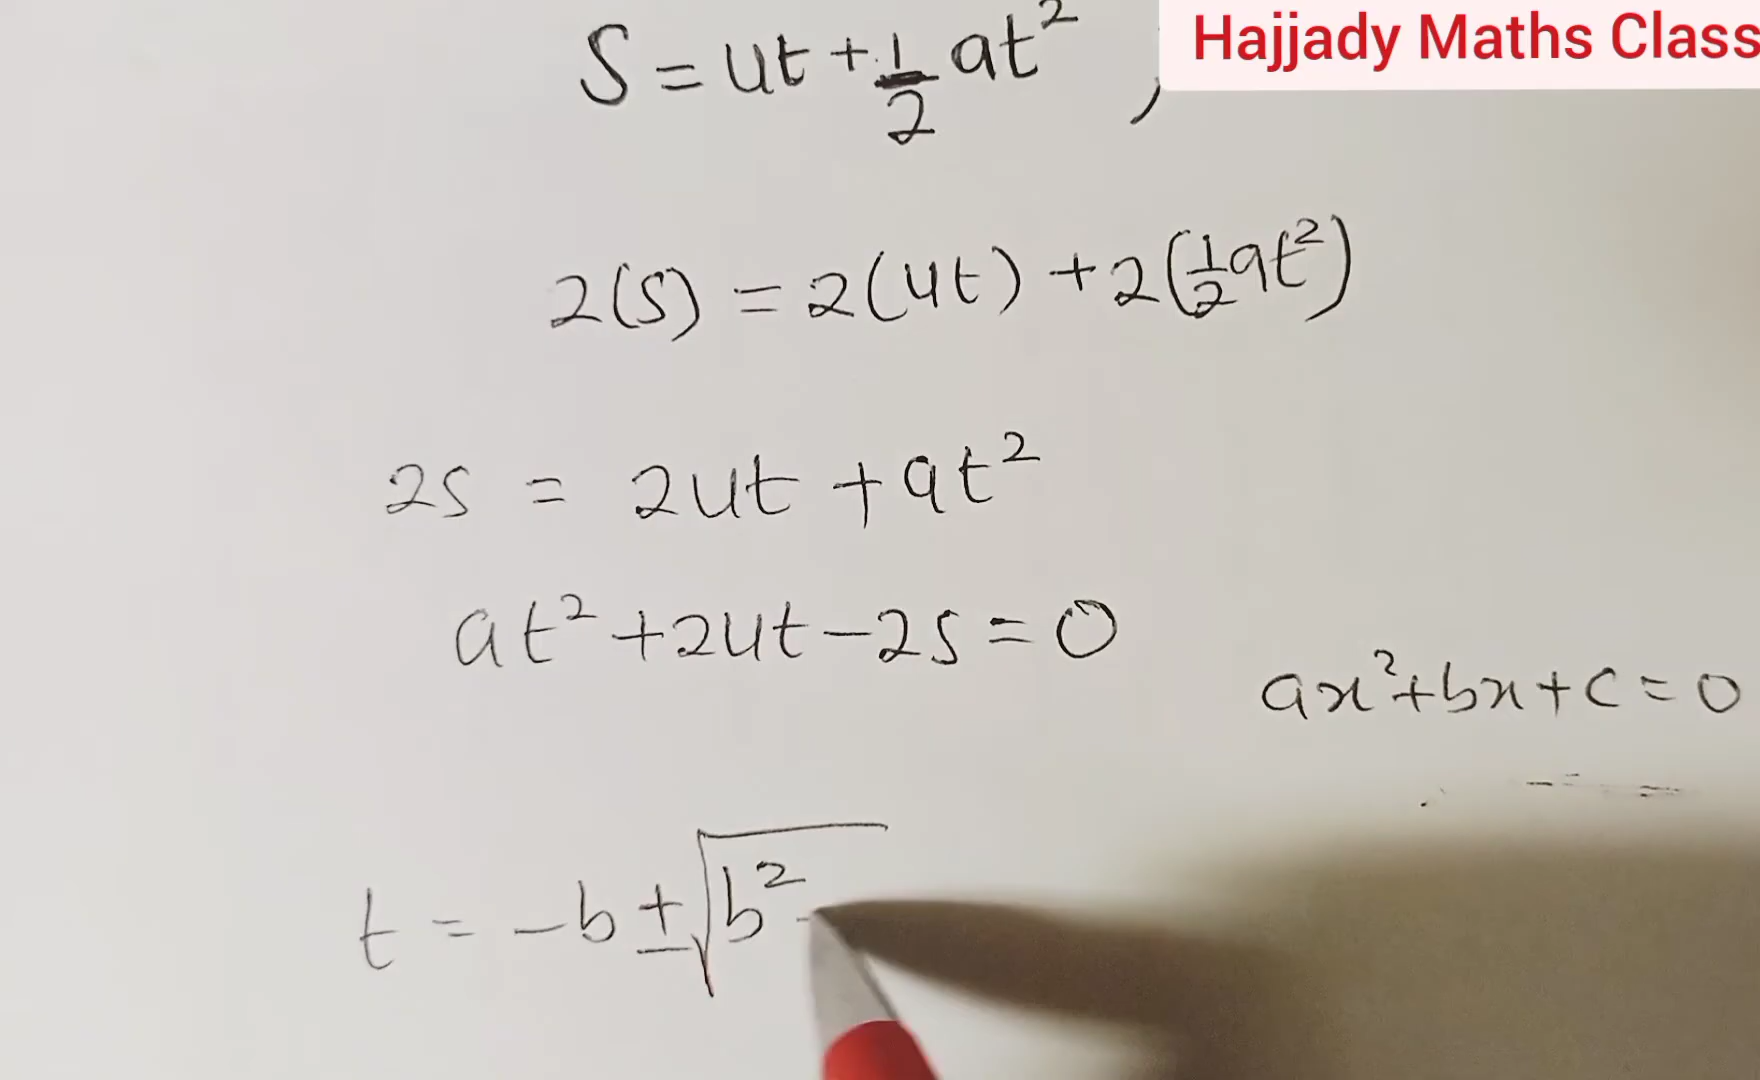 Hajjady Maths Class
S = ut + 1/2 at² ,
2(S) = 2(ut) + 2(1/2 at²)
2s = 2ut + at²
at² + 2ut - 2s = 0
ax² + bx + c = 0
t = -b ± √b² -